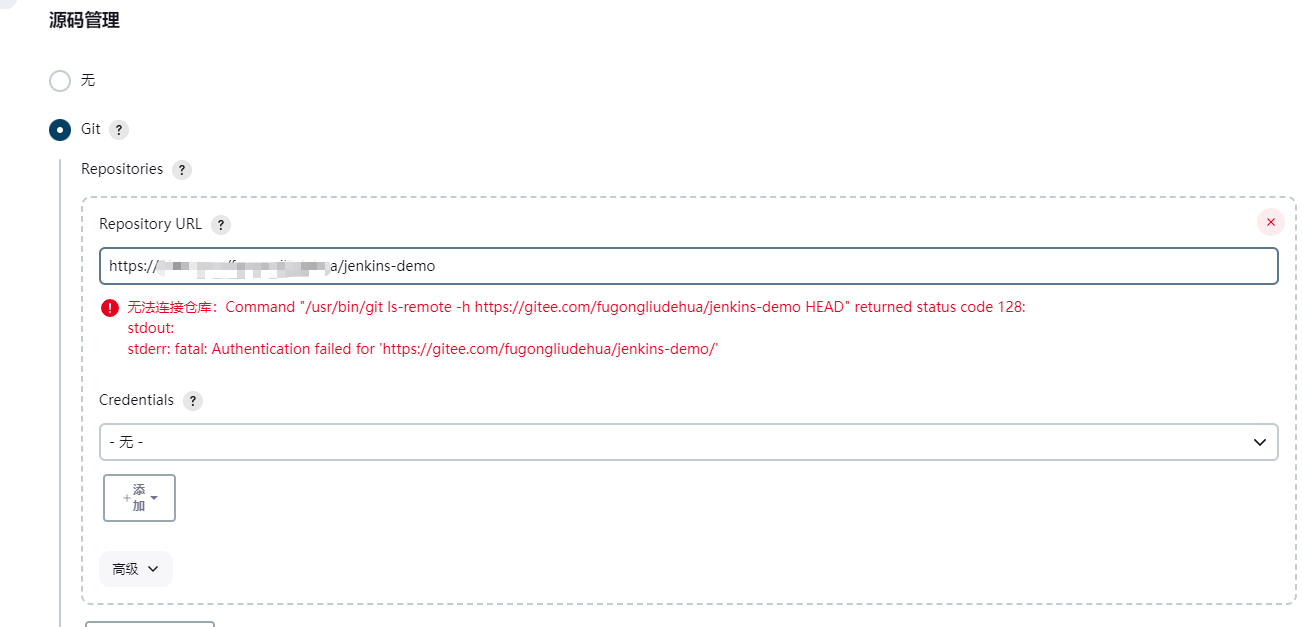 源码管理
无
Git ?
Repositories ?
Repository URL ?
https://
a/jenkins-demo
无法连接仓库：Command "/usr/bin/git ls-remote -h https://gitee.com/fugongliudehua/jenkins-demo HEAD" returned status code 128:
stdout:
stderr: fatal: Authentication failed for 'https://gitee.com/fugongliudehua/jenkins-demo/'
Credentials ?
- 无 -
+添
加
高级